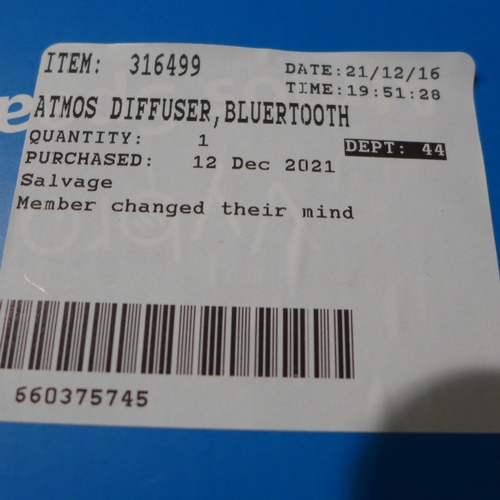 ITEM: 316499
DATE:21/12/16
TIME:19:51:28
ATMOS DIFFUSER,BLUERTOOTH
QUANTITY: 1
DEPT: 44
PURCHASED: 12 Dec 2021
Salvage
Member changed their mind
660375745